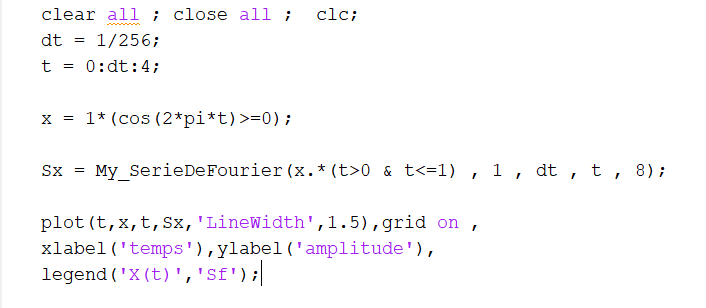 clear all ; close all ;  clc;
dt = 1/256;
t = 0:dt:4;
x = 1*(cos(2*pi*t)>=0);
Sx = My_SerieDeFourier(x.*(t>0 & t<=1) , 1 , dt , t , 8);
plot(t,x,t,Sx,'LineWidth',1.5),grid on ,
xlabel('temps'),ylabel('amplitude'),
legend('X(t)','Sf');